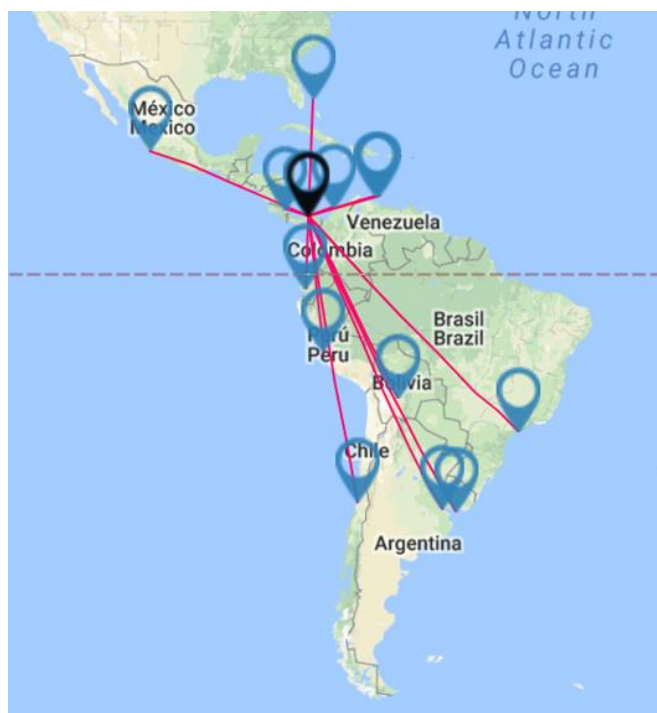 North
Atlantic
Ocean
México
Mexico
Venezuela
Colombia
Brasil
Brazil
Perú
Peru
Bolivia
Chile
Argentina